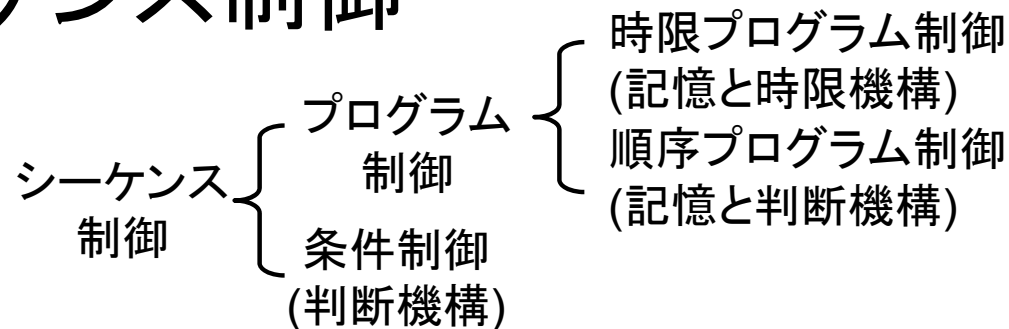 ンス制御
シーケンス
制御
プログラム
制御
条件制御
(判断機構)
時限プログラム制御
(記憶と時限機構)
順序プログラム制御
(記憶と判断機構)